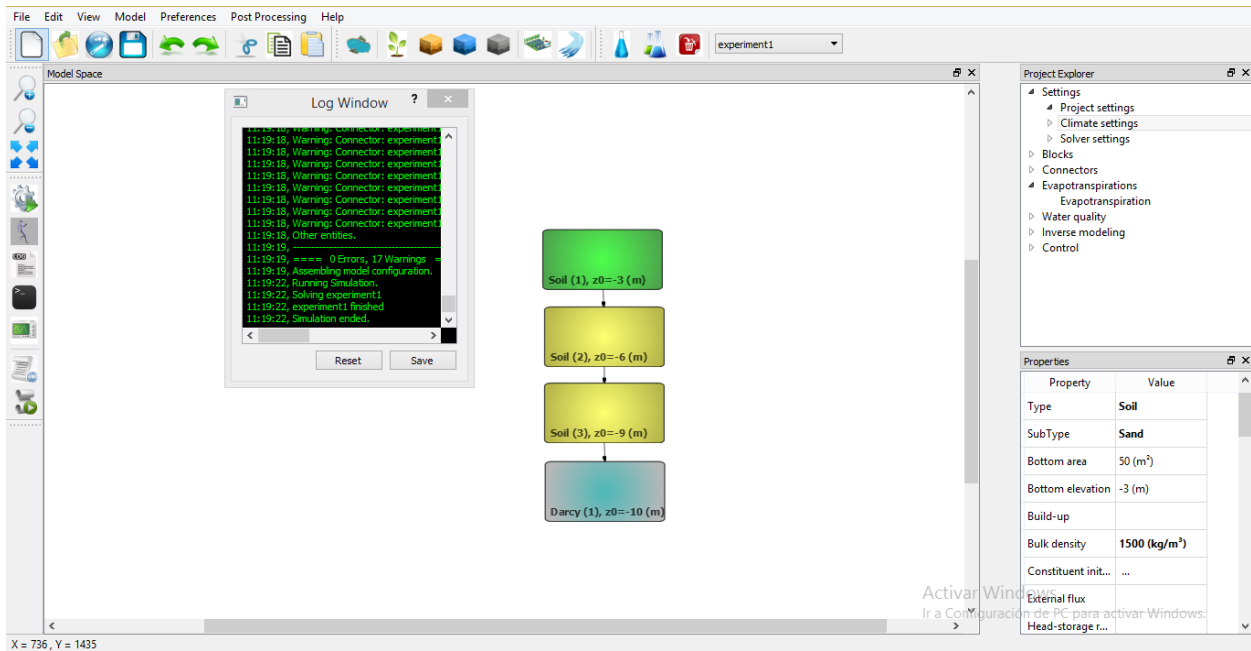 File Edit View Model Preferences Post Processing Help
experiment1
Model Space
Log Window ?
11:19:18, Warning: Connector: experiment1
11:19:18, Warning: Connector: experiment1
11:19:18, Warning: Connector: experiment1
11:19:18, Warning: Connector: experiment1
11:19:18, Warning: Connector: experiment1
11:19:18, Warning: Connector: experiment1
11:19:18, Warning: Connector: experiment1
11:19:18, Warning: Connector: experiment1
11:19:18, Warning: Connector: experiment1
11:19:18, Other entities.
11:19:19, ----------------------------------------
11:19:19, ==== 0 Errors, 17 Warnings =
11:19:19, Assembling model configuration.
11:19:22, Running Simulation.
11:19:22, Solving experiment1
11:19:22, experiment1 finished
11:19:22, Simulation ended.
Reset Save
Soil (1), z0=-3 (m)
Soil (2), z0=-6 (m)
Soil (3), z0=-9 (m)
Darcy (1), z0=-10 (m)
Project Explorer
Settings
Project settings
Climate settings
Solver settings
Blocks
Connectors
Evapotranspirations
Evapotranspiration
Water quality
Inverse modeling
Control
Properties
Property Value
Type Soil
SubType Sand
Bottom area 50 (m²)
Bottom elevation -3 (m)
Build-up
Bulk density 1500 (kg/m³)
Constituent init... ...
External flux
Head-storage r...
Activar Windows
Ir a Configuración de PC para activar Windows.
X = 736 , Y = 1435